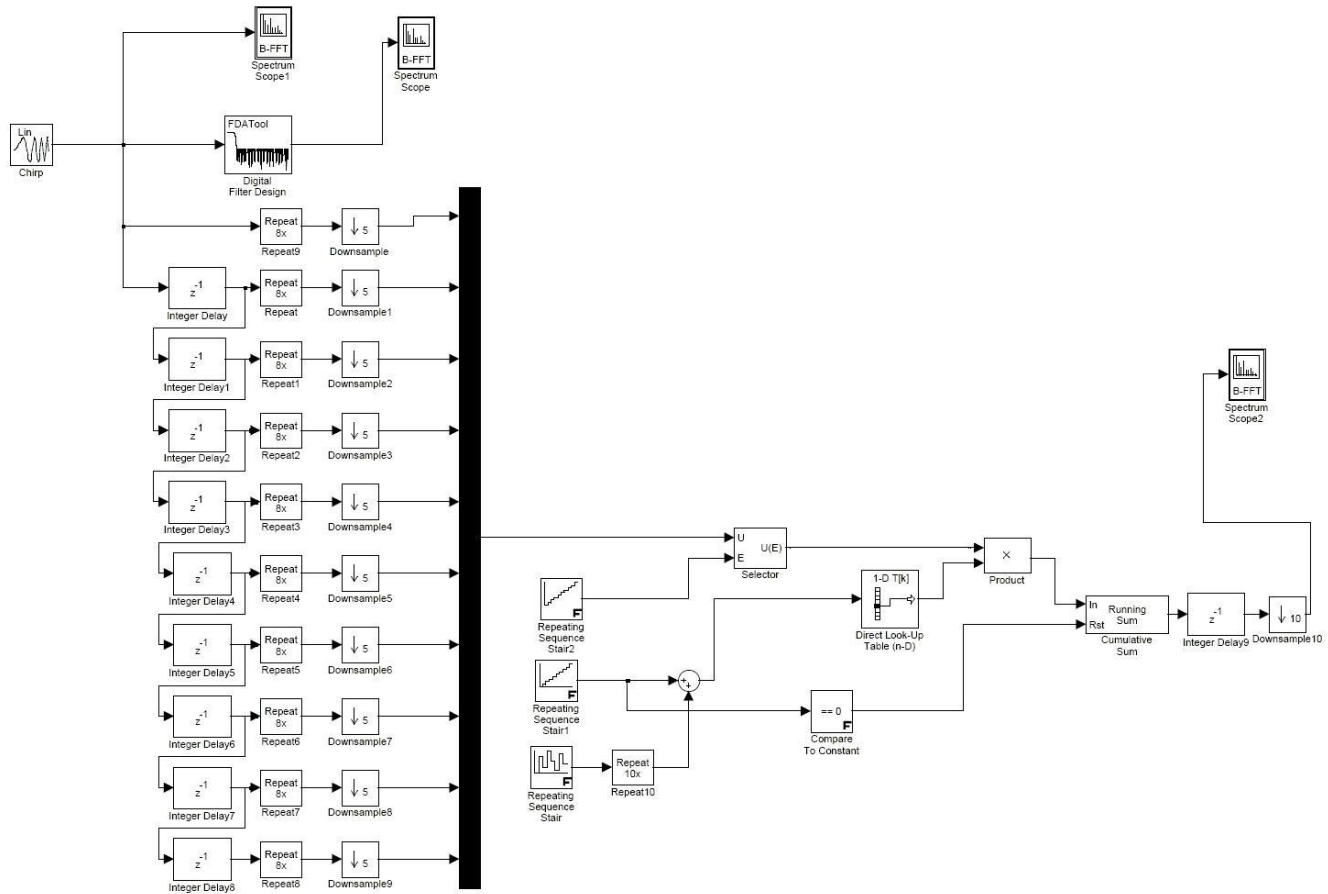 B-FFT
Spectrum
Scope1
B-FFT
Spectrum
Scope
Lin
Chirp
FDATool
Digital
Filter Design
Repeat
8x
Repeat9
5
Downsample
z-1
Integer Delay
Repeat
8x
Repeat
5
Downsample1
z-1
Integer Delay1
Repeat
8x
Repeat1
5
Downsample2
z-1
Integer Delay2
Repeat
8x
Repeat2
5
Downsample3
z-1
Integer Delay3
Repeat
8x
Repeat3
5
Downsample4
z-1
Integer Delay4
Repeat
8x
Repeat4
5
Downsample5
z-1
Integer Delay5
Repeat
8x
Repeat5
5
Downsample6
z-1
Integer Delay6
Repeat
8x
Repeat6
5
Downsample7
z-1
Integer Delay7
Repeat
8x
Repeat7
5
Downsample8
z-1
Integer Delay8
Repeat
8x
Repeat8
5
Downsample9
U
E
U(E)
Selector
F
Repeating
Sequence
Stair2
F
Repeating
Sequence
Stair1
F
Repeating
Sequence
Stair
Repeat
10x
Repeat10
+
+
1-D T[k]
Direct Look-Up
Table (n-D)
== 0
F
Compare
To Constant
×
Product
In
Rst
Running
Sum
Cumulative
Sum
z-1
Integer Delay9
10
Downsample10
B-FFT
Spectrum
Scope2